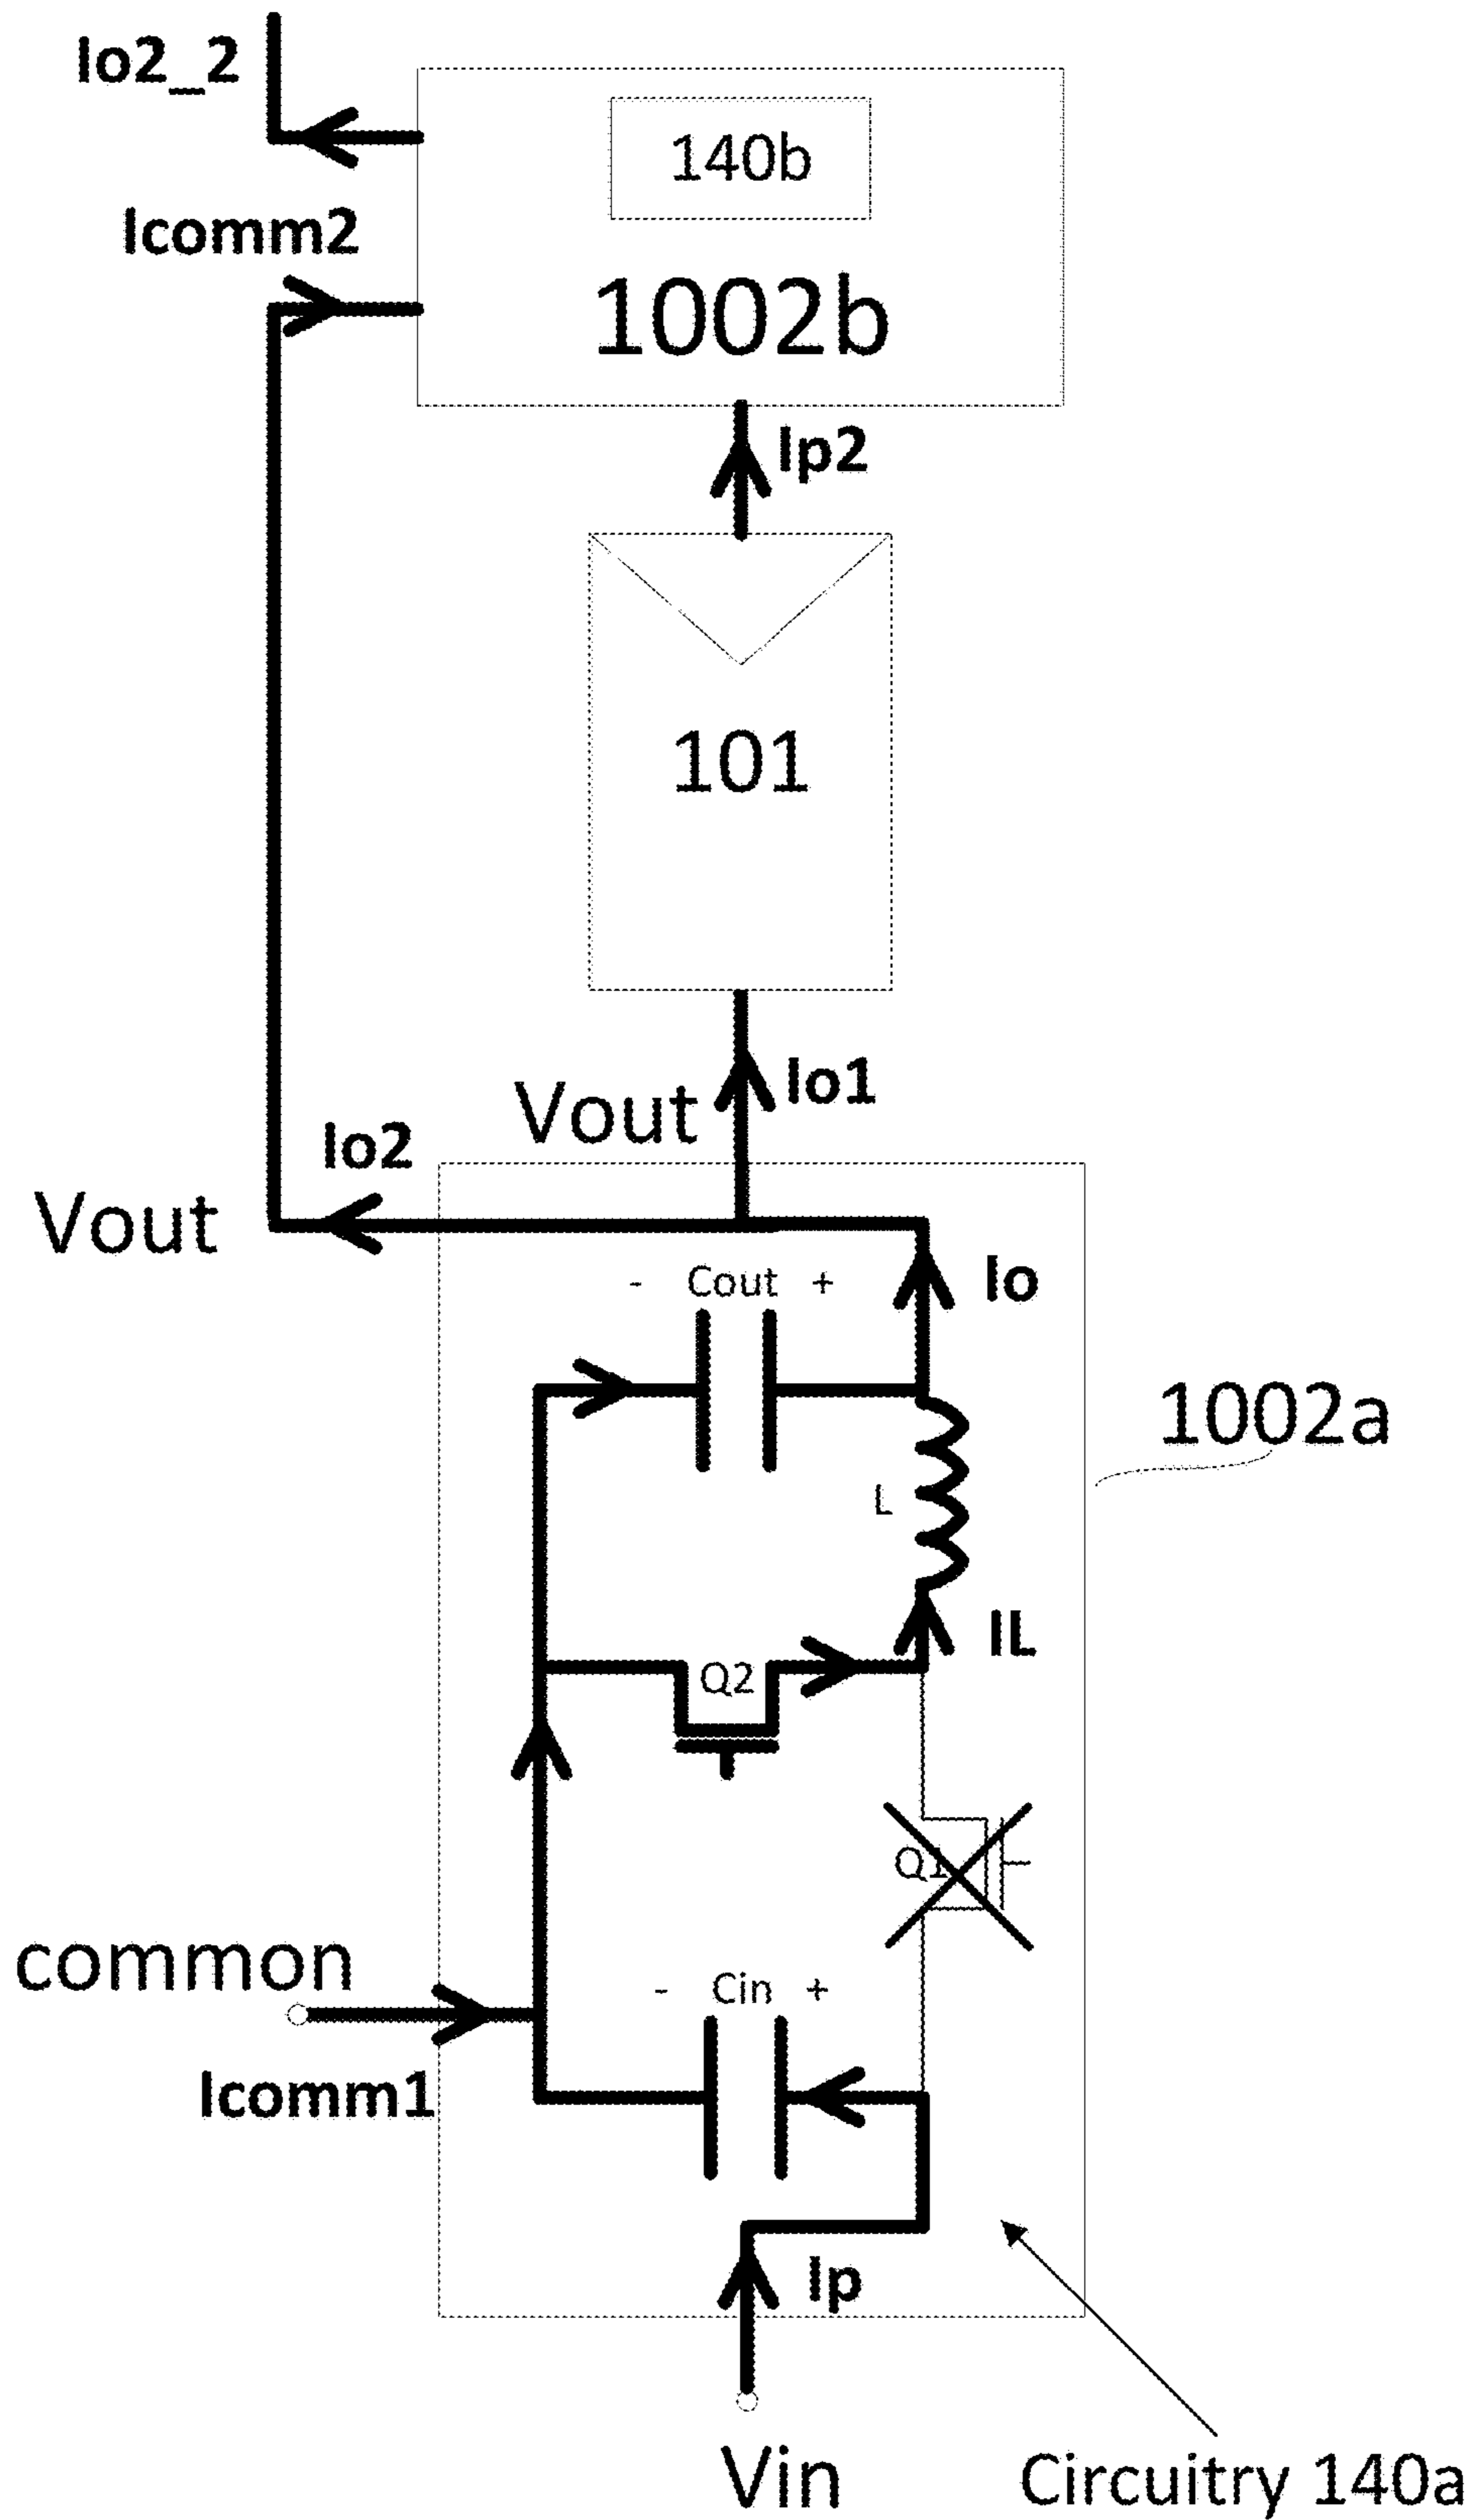 Io2_2
140b
Icomm2
1002b
Ip2
101
Io1
Vout
Io2
Vout
- Cout +
Io
1002a
L
IL
Q2
Q1
common
- Cin +
Icomm1
Ip
Vin
Circuitry 140a